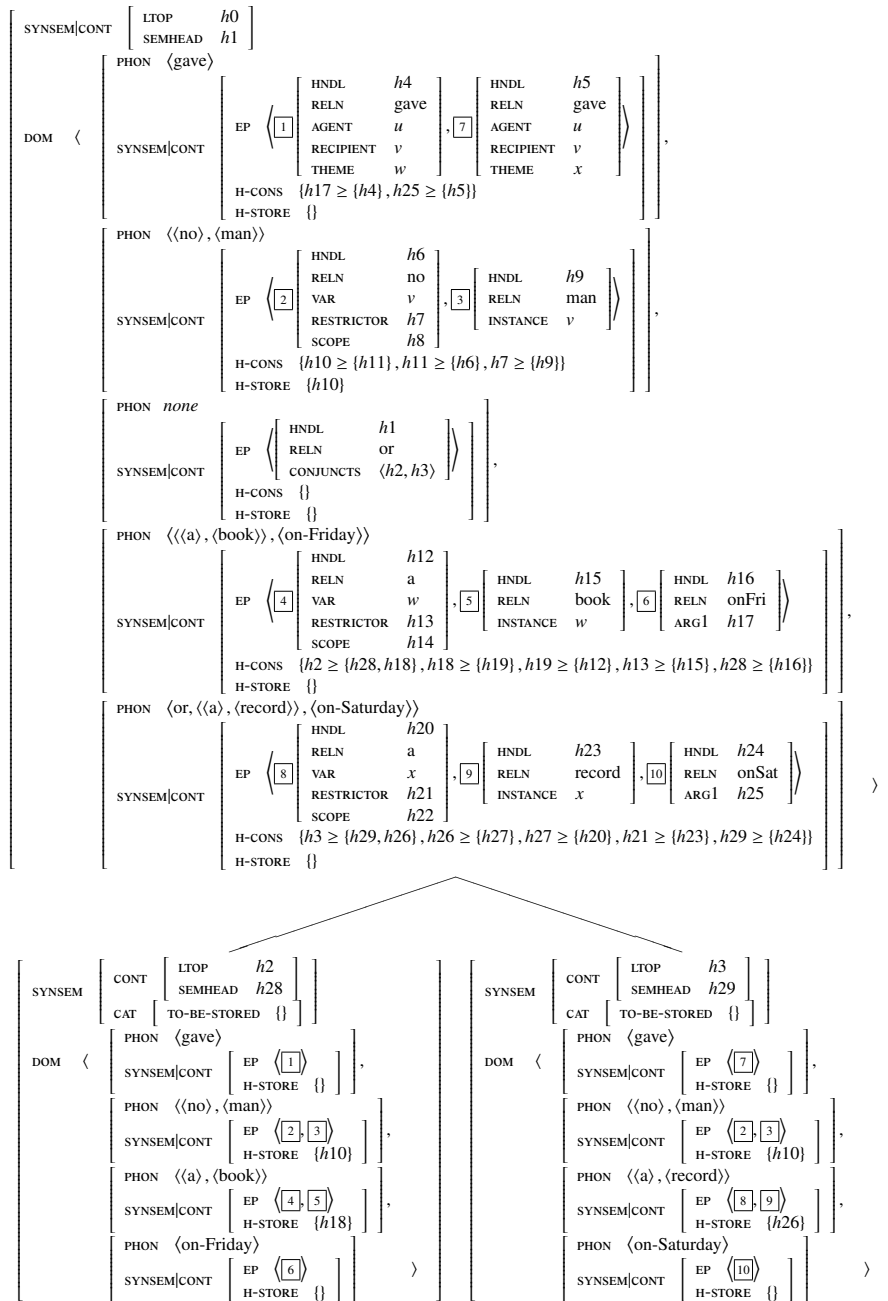 SYNSEM|CONT [ LTOP h0
SEMHEAD h1 ]
DOM ⟨ [ PHON ⟨gave⟩
SYNSEM|CONT [ EP ⟨ [1] [ HNDL h4
RELN gave
AGENT u
RECIPIENT v
THEME w ] , [7] [ HNDL h5
RELN gave
AGENT u
RECIPIENT v
THEME x ] ⟩
H-CONS {h17 ≥ {h4} , h25 ≥ {h5}}
H-STORE {} ] ] ,
[ PHON ⟨⟨no⟩ , ⟨man⟩⟩
SYNSEM|CONT [ EP ⟨ [2] [ HNDL h6
RELN no
VAR v
RESTRICTOR h7
SCOPE h8 ] , [3] [ HNDL h9
RELN man
INSTANCE v ] ⟩
H-CONS {h10 ≥ {h11} , h11 ≥ {h6} , h7 ≥ {h9}}
H-STORE {h10} ] ] ,
[ PHON none
SYNSEM|CONT [ EP ⟨ [ HNDL h1
RELN or
CONJUNCTS ⟨h2, h3⟩ ] ⟩
H-CONS {}
H-STORE {} ] ] ,
[ PHON ⟨⟨⟨a⟩ , ⟨book⟩⟩ , ⟨on-Friday⟩⟩
SYNSEM|CONT [ EP ⟨ [4] [ HNDL h12
RELN a
VAR w
RESTRICTOR h13
SCOPE h14 ] , [5] [ HNDL h15
RELN book
INSTANCE w ] , [6] [ HNDL h16
RELN onFri
ARG1 h17 ] ⟩
H-CONS {h2 ≥ {h28, h18} , h18 ≥ {h19} , h19 ≥ {h12} , h13 ≥ {h15} , h28 ≥ {h16}}
H-STORE {} ] ] ,
[ PHON ⟨or, ⟨⟨a⟩ , ⟨record⟩⟩ , ⟨on-Saturday⟩⟩
SYNSEM|CONT [ EP ⟨ [8] [ HNDL h20
RELN a
VAR x
RESTRICTOR h21
SCOPE h22 ] , [9] [ HNDL h23
RELN record
INSTANCE x ] , [10] [ HNDL h24
RELN onSat
ARG1 h25 ] ⟩
H-CONS {h3 ≥ {h29, h26} , h26 ≥ {h27} , h27 ≥ {h20} , h21 ≥ {h23} , h29 ≥ {h24}}
H-STORE {} ] ] ⟩
SYNSEM [ CONT [ LTOP h2
SEMHEAD h28 ]
CAT [ TO-BE-STORED {} ] ]
DOM ⟨ [ PHON ⟨gave⟩
SYNSEM|CONT [ EP ⟨[1]⟩
H-STORE {} ] ] ,
[ PHON ⟨⟨no⟩ , ⟨man⟩⟩
SYNSEM|CONT [ EP ⟨[2], [3]⟩
H-STORE {h10} ] ] ,
[ PHON ⟨⟨a⟩ , ⟨book⟩⟩
SYNSEM|CONT [ EP ⟨[4], [5]⟩
H-STORE {h18} ] ] ,
[ PHON ⟨on-Friday⟩
SYNSEM|CONT [ EP ⟨[6]⟩
H-STORE {} ] ] ⟩
SYNSEM [ CONT [ LTOP h3
SEMHEAD h29 ]
CAT [ TO-BE-STORED {} ] ]
DOM ⟨ [ PHON ⟨gave⟩
SYNSEM|CONT [ EP ⟨[7]⟩
H-STORE {} ] ] ,
[ PHON ⟨⟨no⟩ , ⟨man⟩⟩
SYNSEM|CONT [ EP ⟨[2], [3]⟩
H-STORE {h10} ] ] ,
[ PHON ⟨⟨a⟩ , ⟨record⟩⟩
SYNSEM|CONT [ EP ⟨[8], [9]⟩
H-STORE {h26} ] ] ,
[ PHON ⟨on-Saturday⟩
SYNSEM|CONT [ EP ⟨[10]⟩
H-STORE {} ] ] ⟩